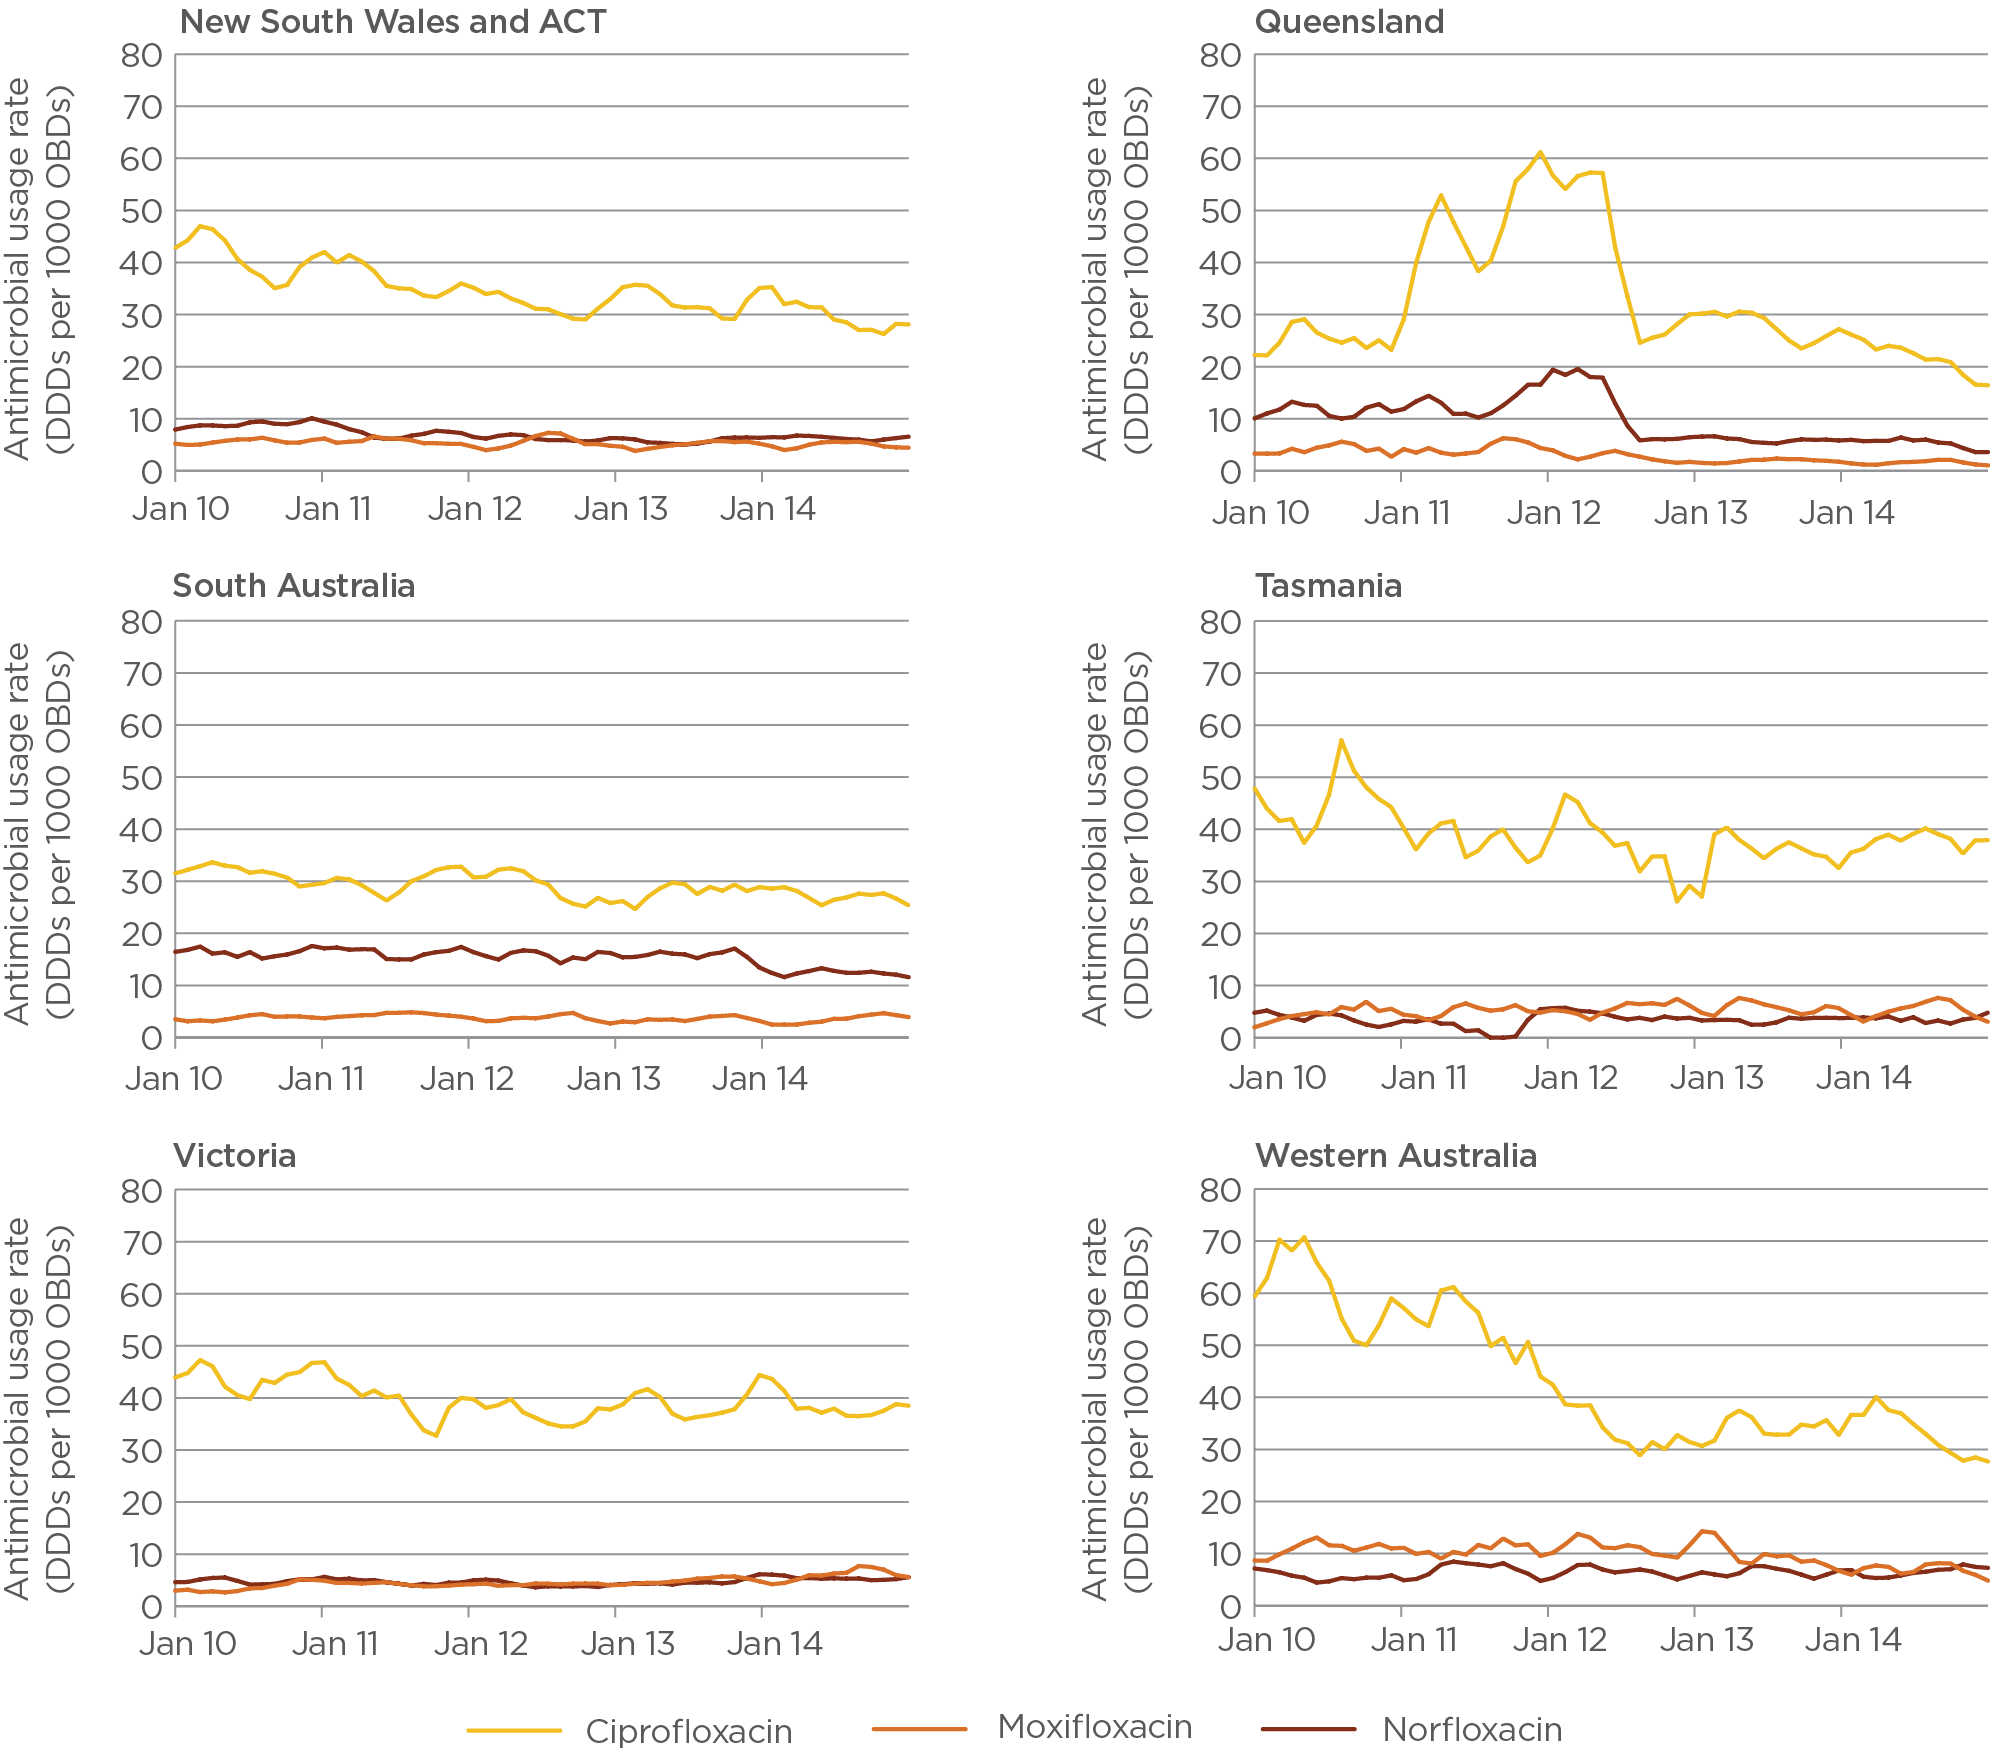 New South Wales and ACT
Antimicrobial usage rate
(DDDs per 1000 OBDs)
80
70
60
50
40
30
20
10
0
Jan 10 Jan 11 Jan 12 Jan 13 Jan 14
Queensland
Antimicrobial usage rate
(DDDs per 1000 OBDs)
80
70
60
50
40
30
20
10
0
Jan 10 Jan 11 Jan 12 Jan 13 Jan 14
South Australia
Antimicrobial usage rate
(DDDs per 1000 OBDs)
80
70
60
50
40
30
20
10
0
Jan 10 Jan 11 Jan 12 Jan 13 Jan 14
Tasmania
Antimicrobial usage rate
(DDDs per 1000 OBDs)
80
70
60
50
40
30
20
10
0
Jan 10 Jan 11 Jan 12 Jan 13 Jan 14
Victoria
Antimicrobial usage rate
(DDDs per 1000 OBDs)
80
70
60
50
40
30
20
10
0
Jan 10 Jan 11 Jan 12 Jan 13 Jan 14
Western Australia
Antimicrobial usage rate
(DDDs per 1000 OBDs)
80
70
60
50
40
30
20
10
0
Jan 10 Jan 11 Jan 12 Jan 13 Jan 14
Ciprofloxacin Moxifloxacin Norfloxacin